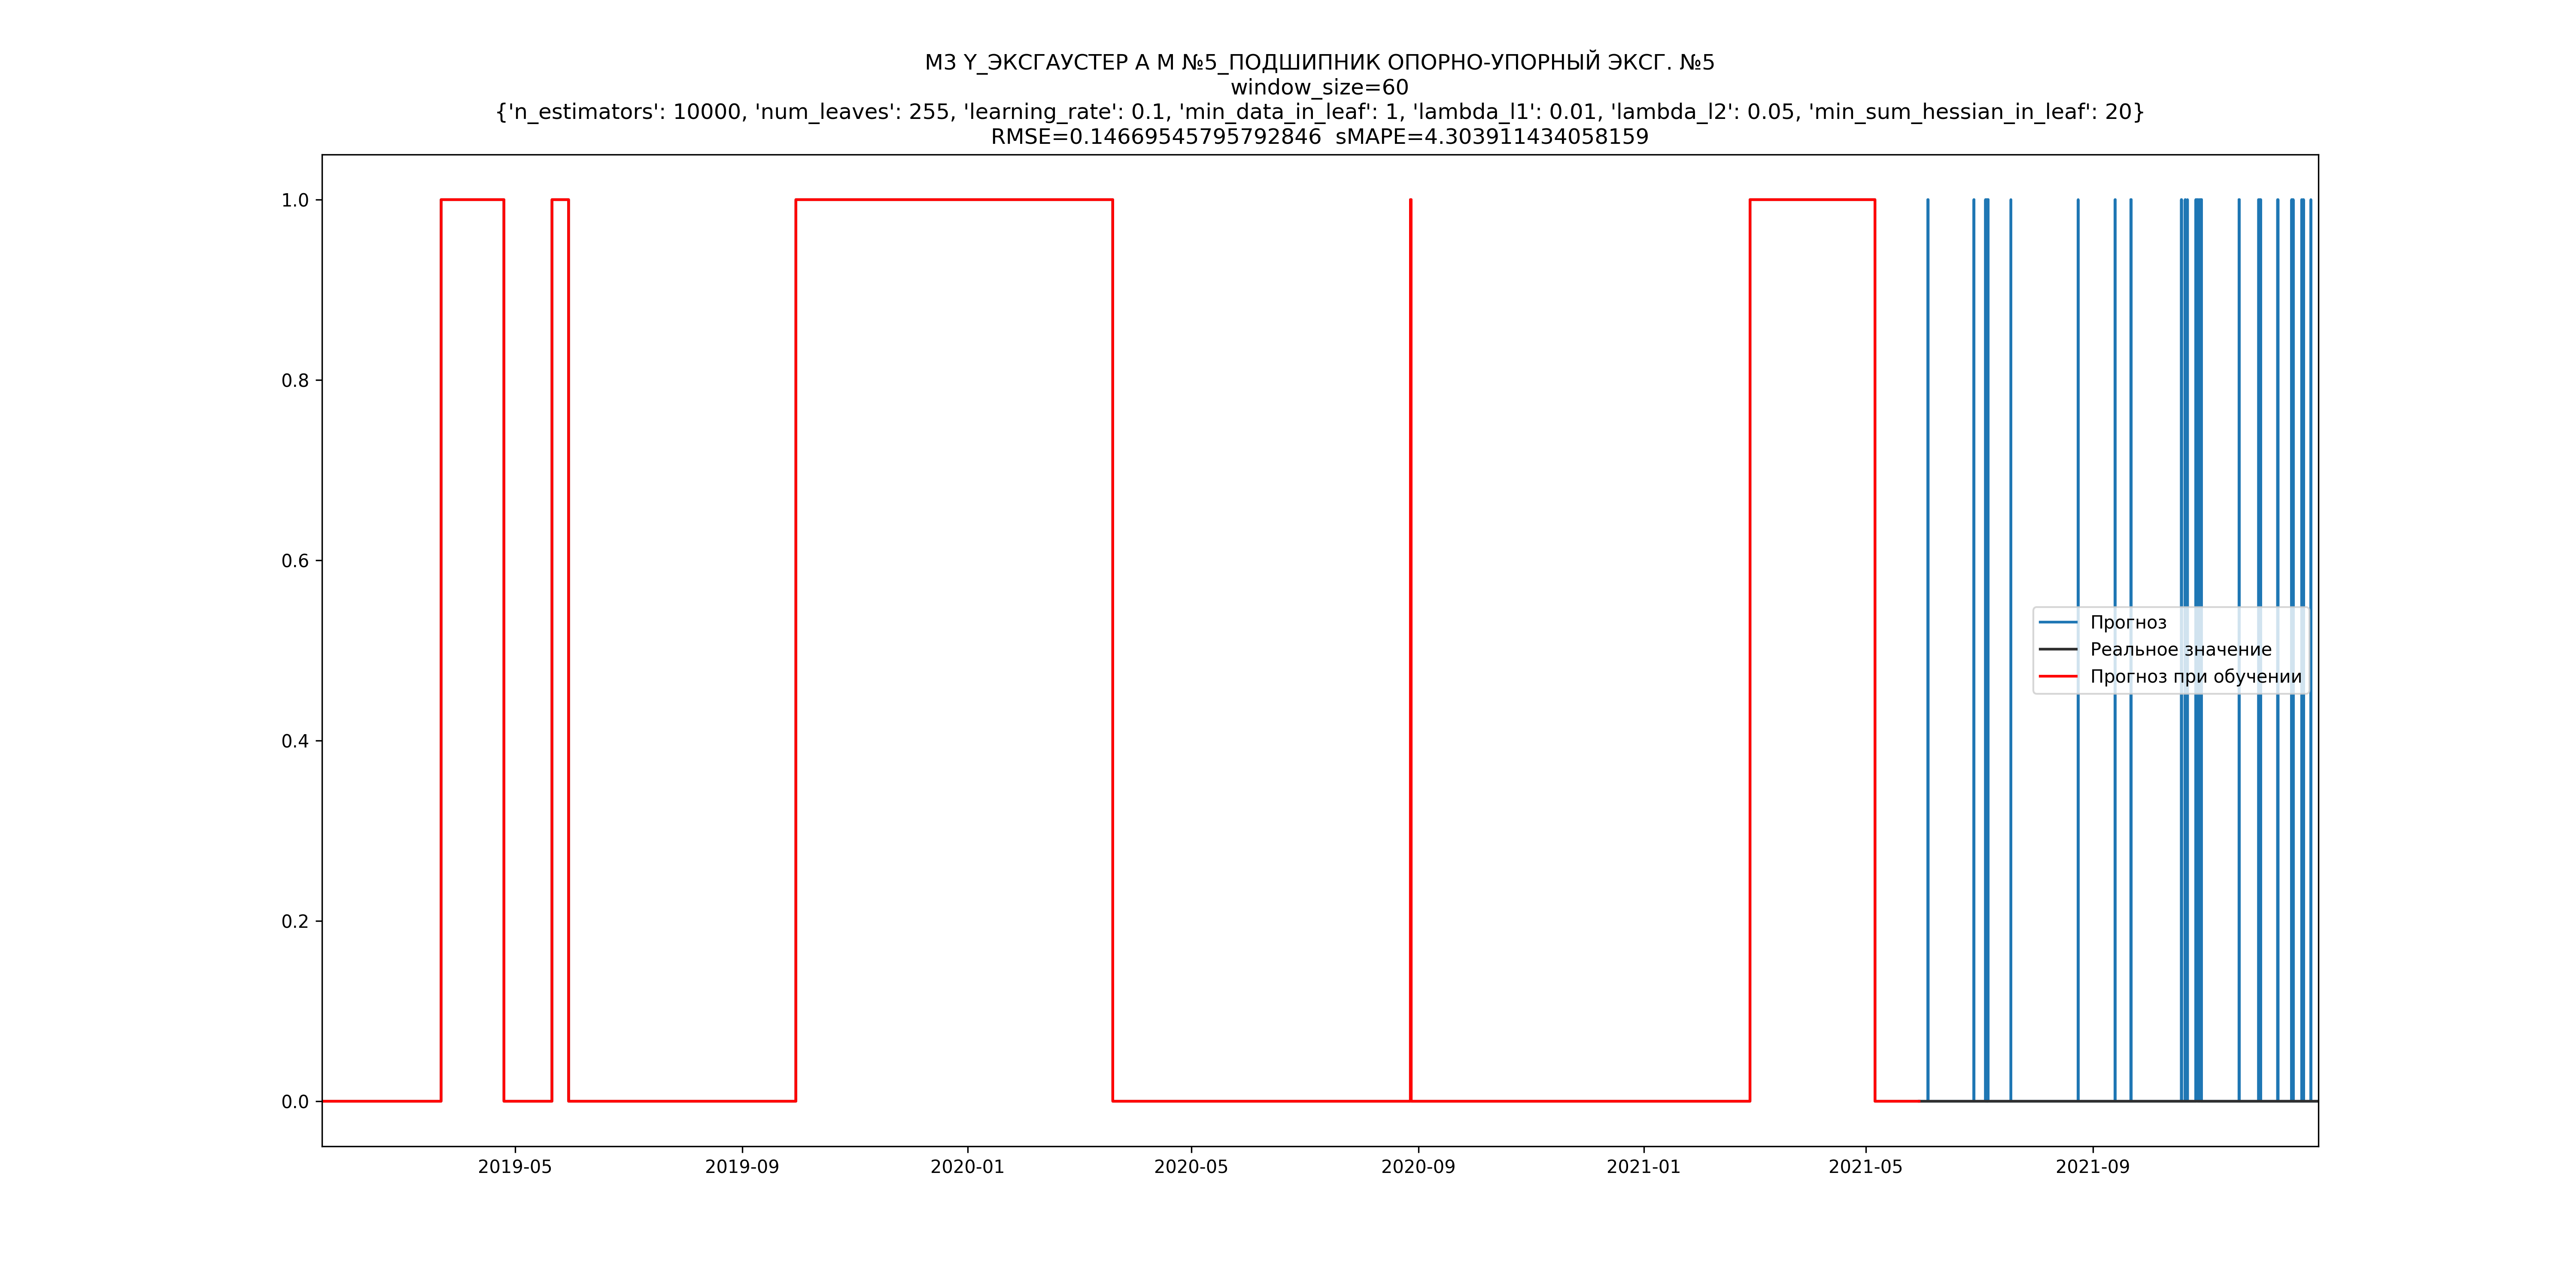 М3 Y_ЭКСГАУСТЕР А М №5_ПОДШИПНИК ОПОРНО-УПОРНЫЙ ЭКСГ. №5
window_size=60
{'n_estimators': 10000, 'num_leaves': 255, 'learning_rate': 0.1, 'min_data_in_leaf': 1, 'lambda_l1': 0.01, 'lambda_l2': 0.05, 'min_sum_hessian_in_leaf': 20}
RMSE=0.14669545795792846  sMAPE=4.303911434058159
1.0
0.8
0.6
0.4
0.2
0.0
Прогноз
Реальное значение
Прогноз при обучении
2019-05
2019-09
2020-01
2020-05
2020-09
2021-01
2021-05
2021-09